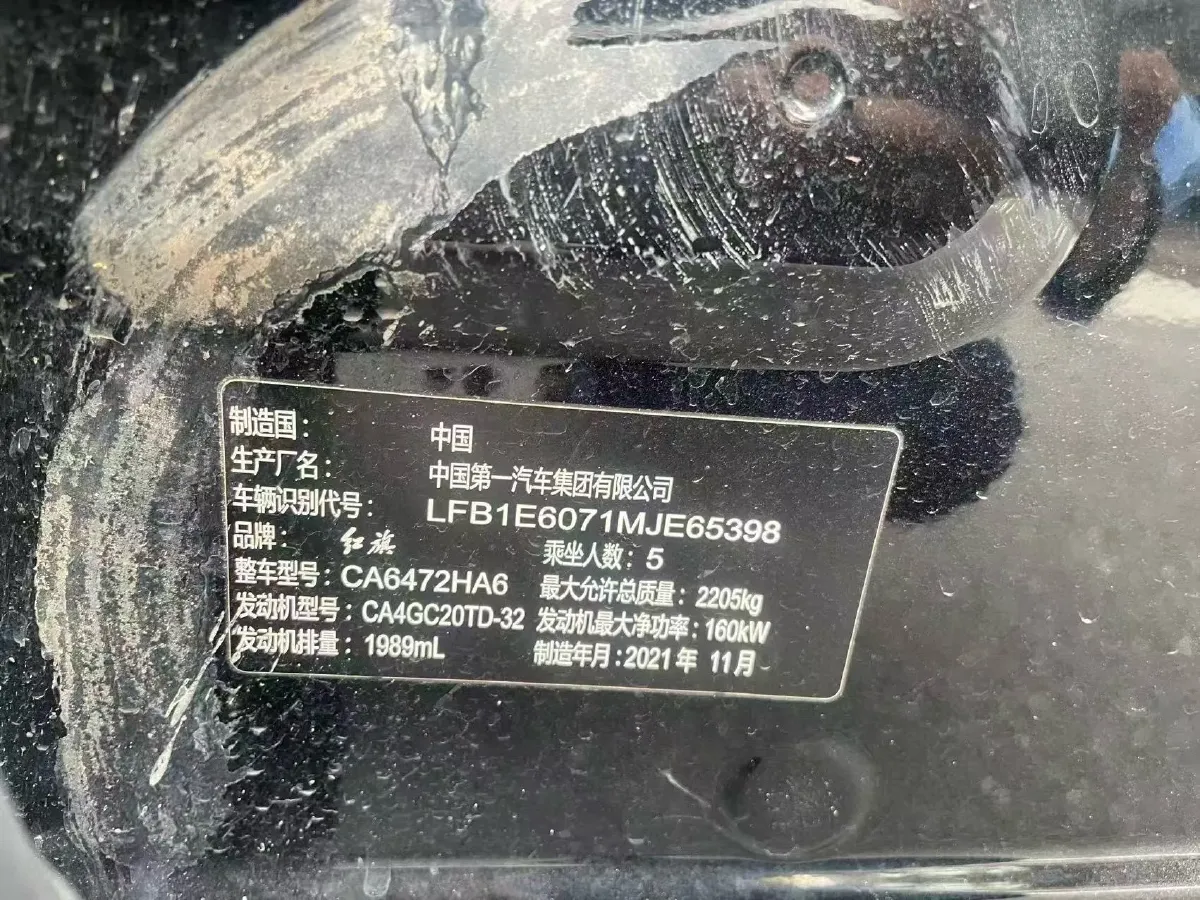 制造国： 中国
生产厂名： 中国第一汽车集团有限公司
车辆识别代号： LFB1E6071MJE65398
品牌： 红旗 乘坐人数： 5
整车型号： CA6472HA6 最大允许总质量： 2205kg
发动机型号： CA4GC20TD-32 发动机最大净功率： 160kW
发动机排量： 1989mL 制造年月： 2021年 11月